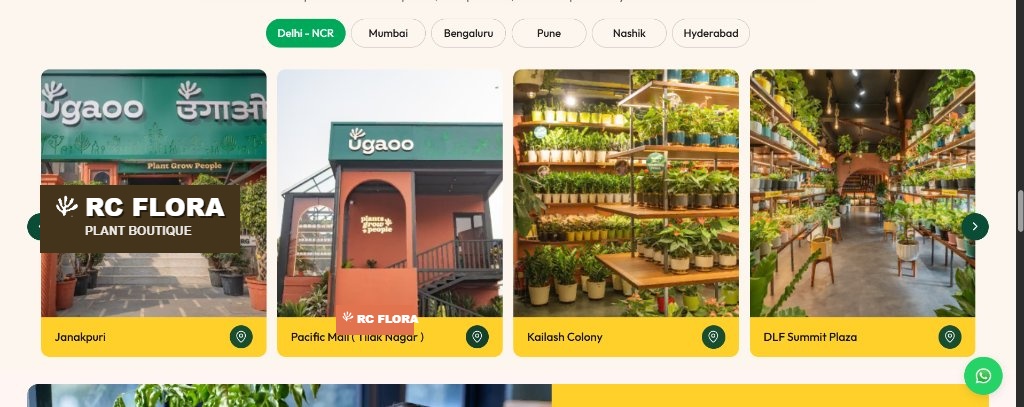 Delhi - NCR
Mumbai
Bengaluru
Pune
Nashik
Hyderabad
ugaoo उंगाओ
Plant Grow People
RC FLORA
PLANT BOUTIQUE
ugaoo
plants
grow
people
RC FLORA
Janakpuri
Pacific Mall ( Tilak Nagar )
Kailash Colony
DLF Summit Plaza